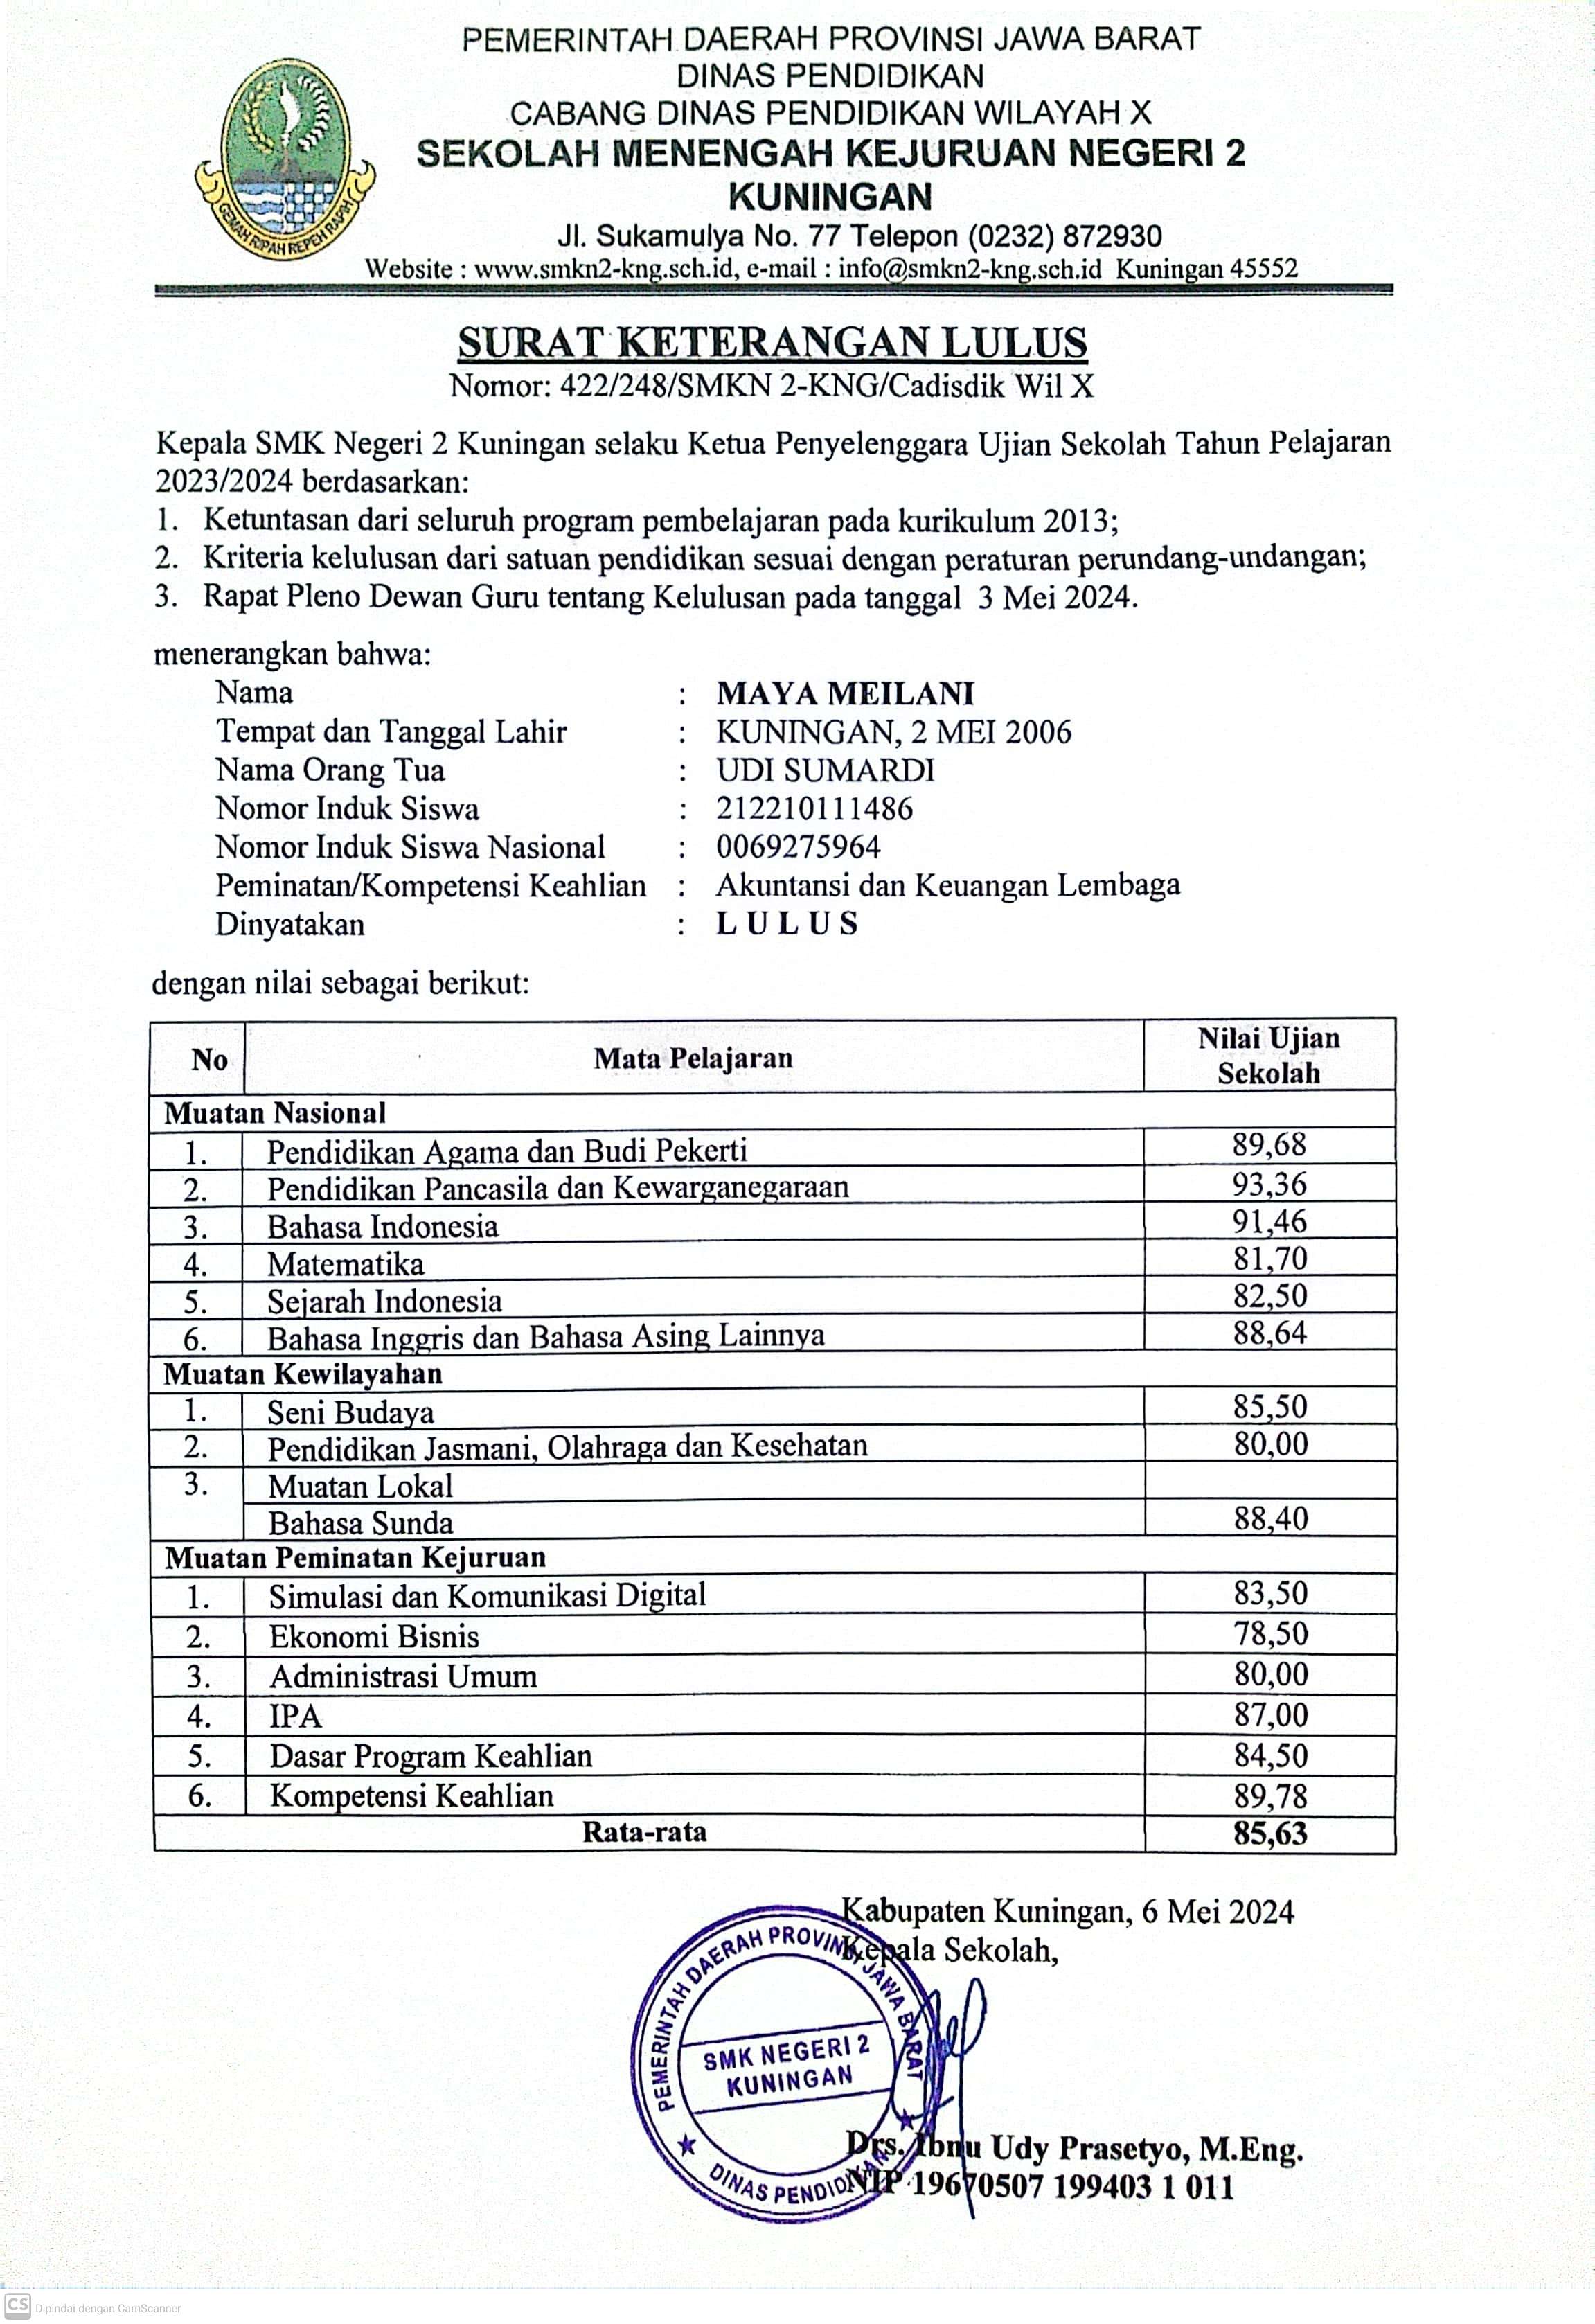 PEMERINTAH DAERAH PROVINSI JAWA BARAT
DINAS PENDIDIKAN
CABANG DINAS PENDIDIKAN WILAYAH X
SEKOLAH MENENGAH KEJURUAN NEGERI 2
KUNINGAN
Jl. Sukamulya No. 77 Telepon (0232) 872930
Website : www.smkn2-kng.sch.id, e-mail : info@smkn2-kng.sch.id Kuningan 45552
GEMAH RIPAH REPEH RAPIH
SURAT KETERANGAN LULUS
Nomor: 422/248/SMKN 2-KNG/Cadisdik Wil X
Kepala SMK Negeri 2 Kuningan selaku Ketua Penyelenggara Ujian Sekolah Tahun Pelajaran
2023/2024 berdasarkan:
1. Ketuntasan dari seluruh program pembelajaran pada kurikulum 2013;
2. Kriteria kelulusan dari satuan pendidikan sesuai dengan peraturan perundang-undangan;
3. Rapat Pleno Dewan Guru tentang Kelulusan pada tanggal 3 Mei 2024.
menerangkan bahwa:
Nama : MAYA MEILANI
Tempat dan Tanggal Lahir : KUNINGAN, 2 MEI 2006
Nama Orang Tua : UDI SUMARDI
Nomor Induk Siswa : 212210111486
Nomor Induk Siswa Nasional : 0069275964
Peminatan/Kompetensi Keahlian : Akuntansi dan Keuangan Lembaga
Dinyatakan : L U L U S
dengan nilai sebagai berikut:
No Mata Pelajaran Nilai Ujian Sekolah
Muatan Nasional
1. Pendidikan Agama dan Budi Pekerti 89,68
2. Pendidikan Pancasila dan Kewarganegaraan 93,36
3. Bahasa Indonesia 91,46
4. Matematika 81,70
5. Sejarah Indonesia 82,50
6. Bahasa Inggris dan Bahasa Asing Lainnya 88,64
Muatan Kewilayahan
1. Seni Budaya 85,50
2. Pendidikan Jasmani, Olahraga dan Kesehatan 80,00
3. Muatan Lokal
Bahasa Sunda 88,40
Muatan Peminatan Kejuruan
1. Simulasi dan Komunikasi Digital 83,50
2. Ekonomi Bisnis 78,50
3. Administrasi Umum 80,00
4. IPA 87,00
5. Dasar Program Keahlian 84,50
6. Kompetensi Keahlian 89,78
Rata-rata 85,63
Kabupaten Kuningan, 6 Mei 2024
Kepala Sekolah,
PEMERINTAH DAERAH PROVINSI JAWA BARAT
SMK NEGERI 2
KUNINGAN
DINAS PENDIDIKAN
Drs. Ibnu Udy Prasetyo, M.Eng.
NIP 19670507 199403 1 011
CS Dipindai dengan CamScanner